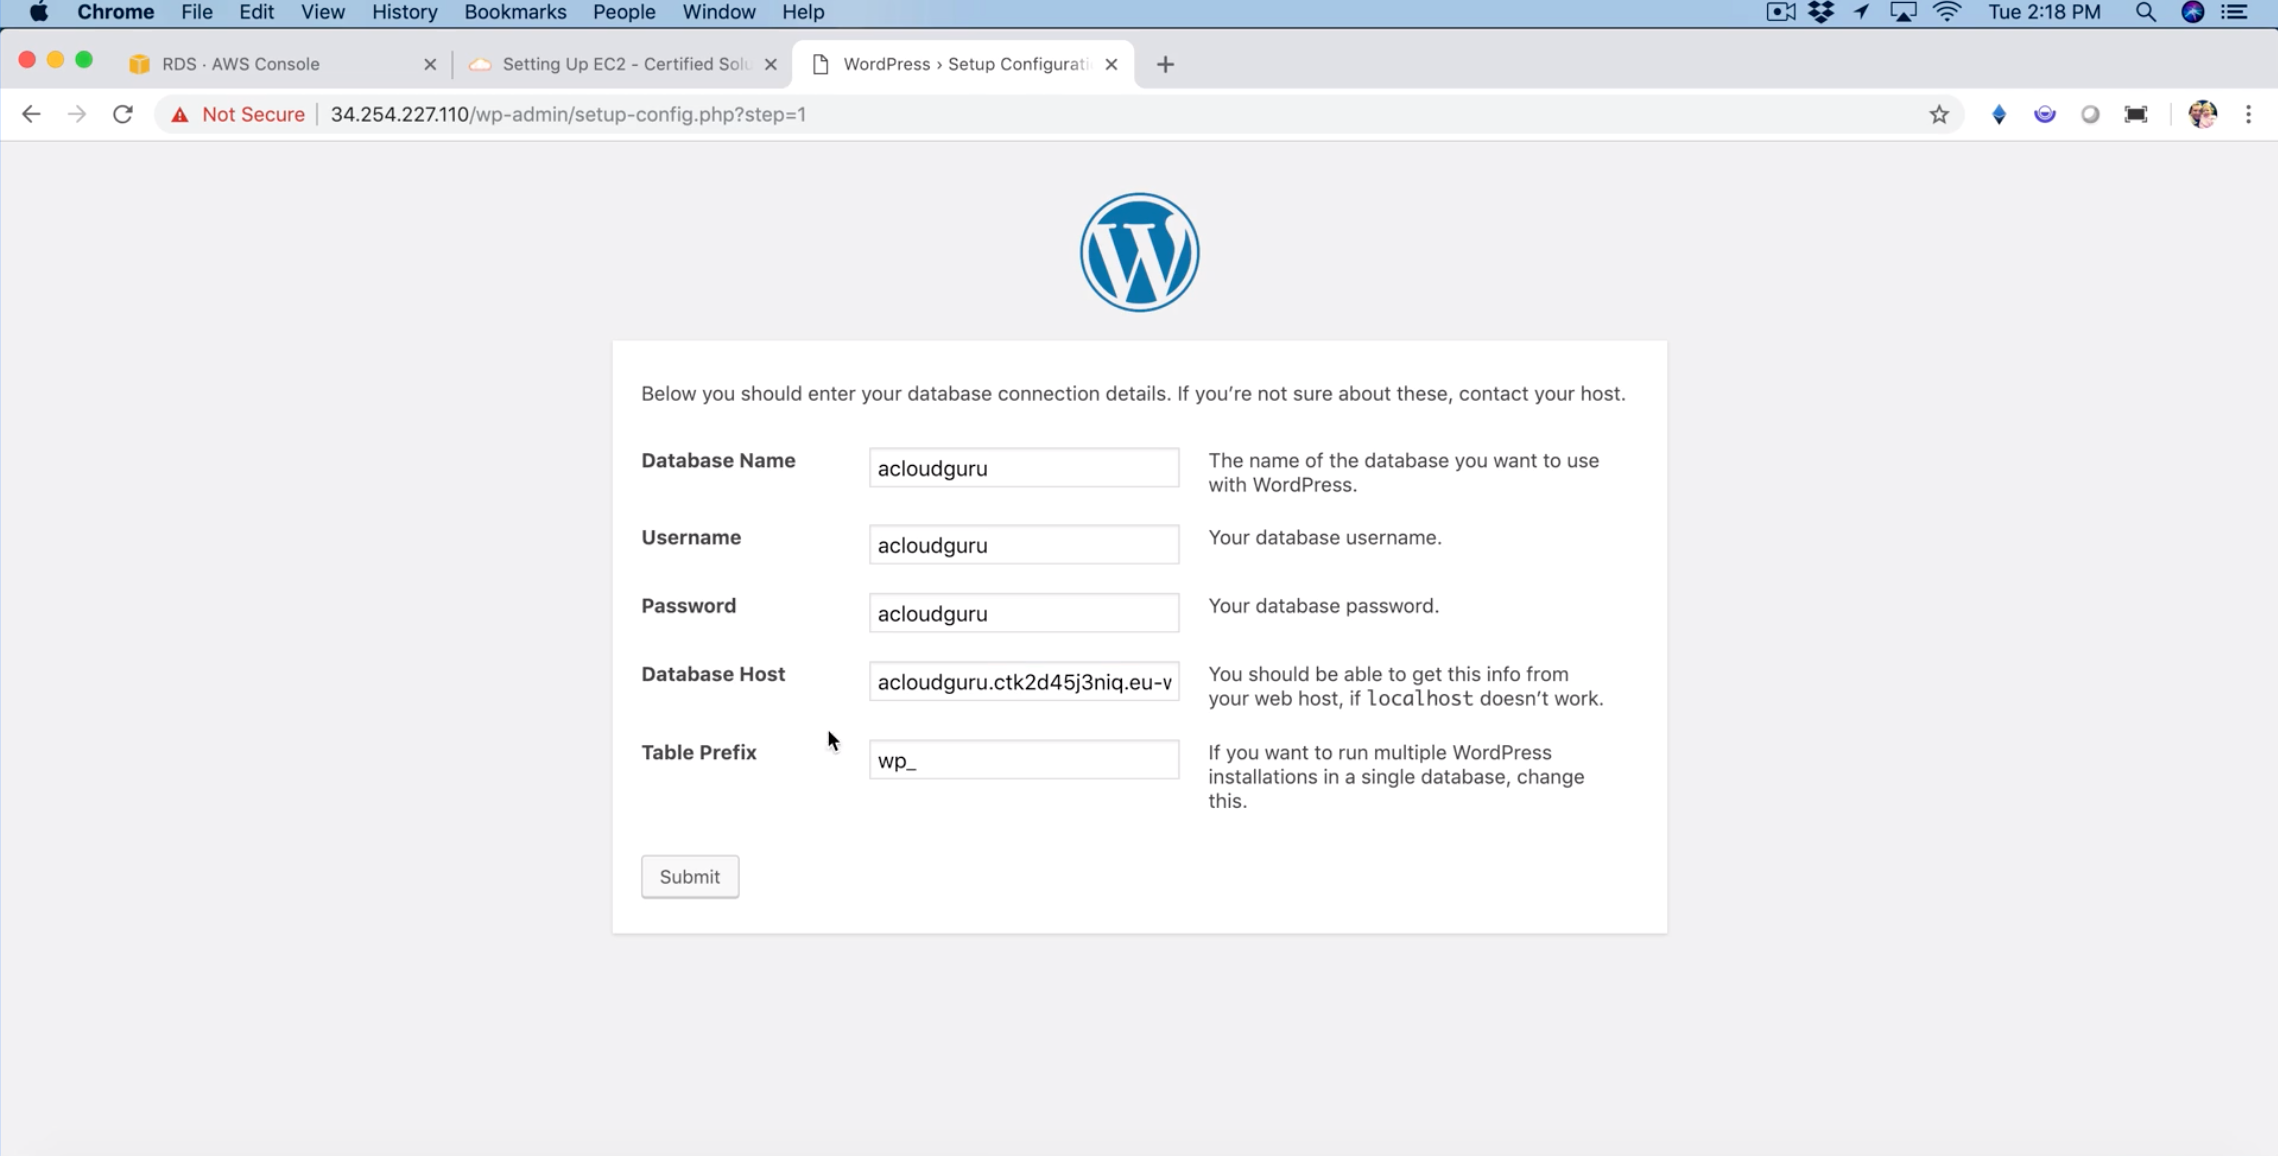 Chrome File Edit View History Bookmarks People Window Help Tue 2:18 PM
RDS · AWS Console Setting Up EC2 - Certified Solu WordPress › Setup Configurati
Not Secure 34.254.227.110/wp-admin/setup-config.php?step=1
Below you should enter your database connection details. If you’re not sure about these, contact your host.
Database Name acloudguru The name of the database you want to use
with WordPress.
Username acloudguru Your database username.
Password acloudguru Your database password.
Database Host acloudguru.ctk2d45j3niq.eu-w You should be able to get this info from
your web host, if localhost doesn’t work.
Table Prefix wp_ If you want to run multiple WordPress
installations in a single database, change
this.
Submit